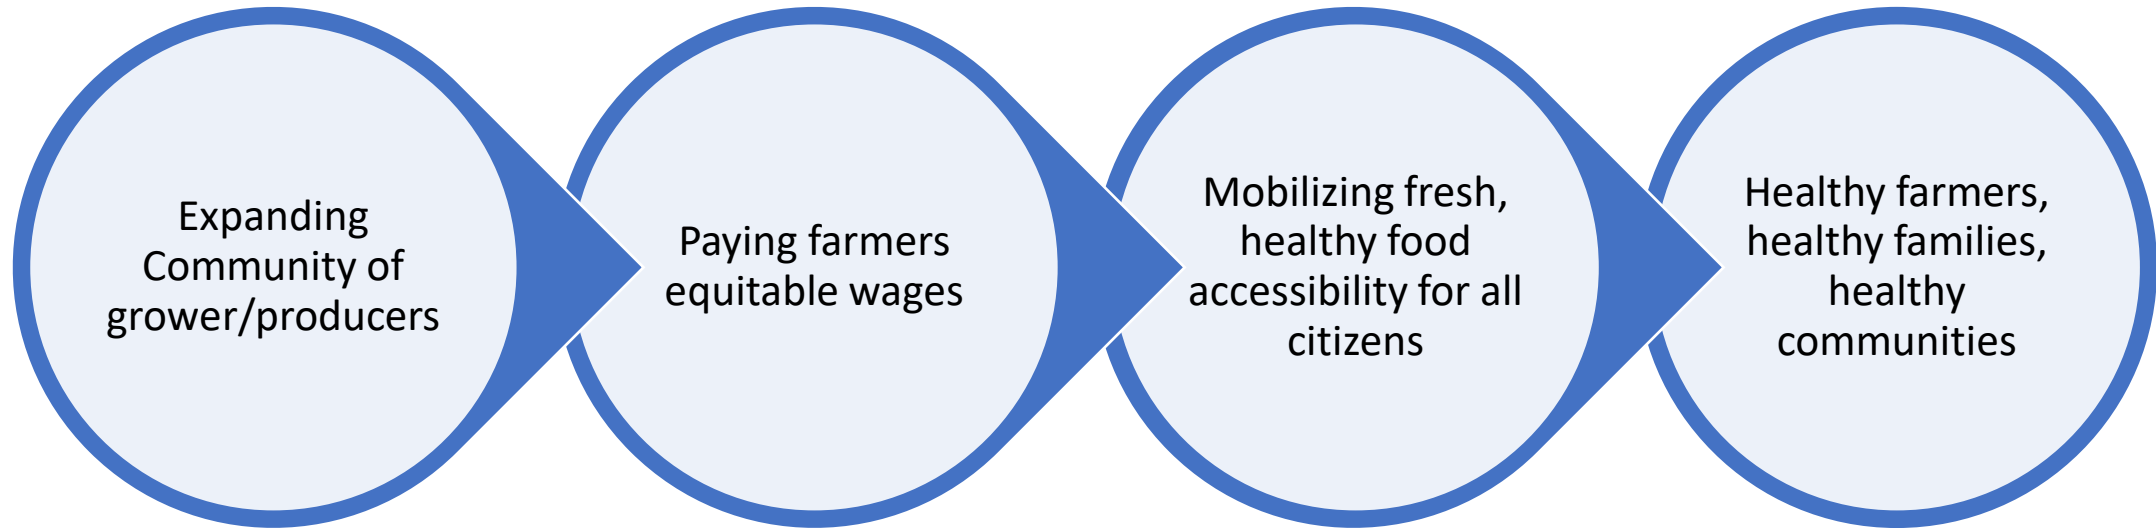 Expanding
Community of
grower/producers
Paying farmers
equitable wages
Mobilizing fresh,
healthy food
accessibility for all
citizens
Healthy farmers,
healthy families,
healthy
communities